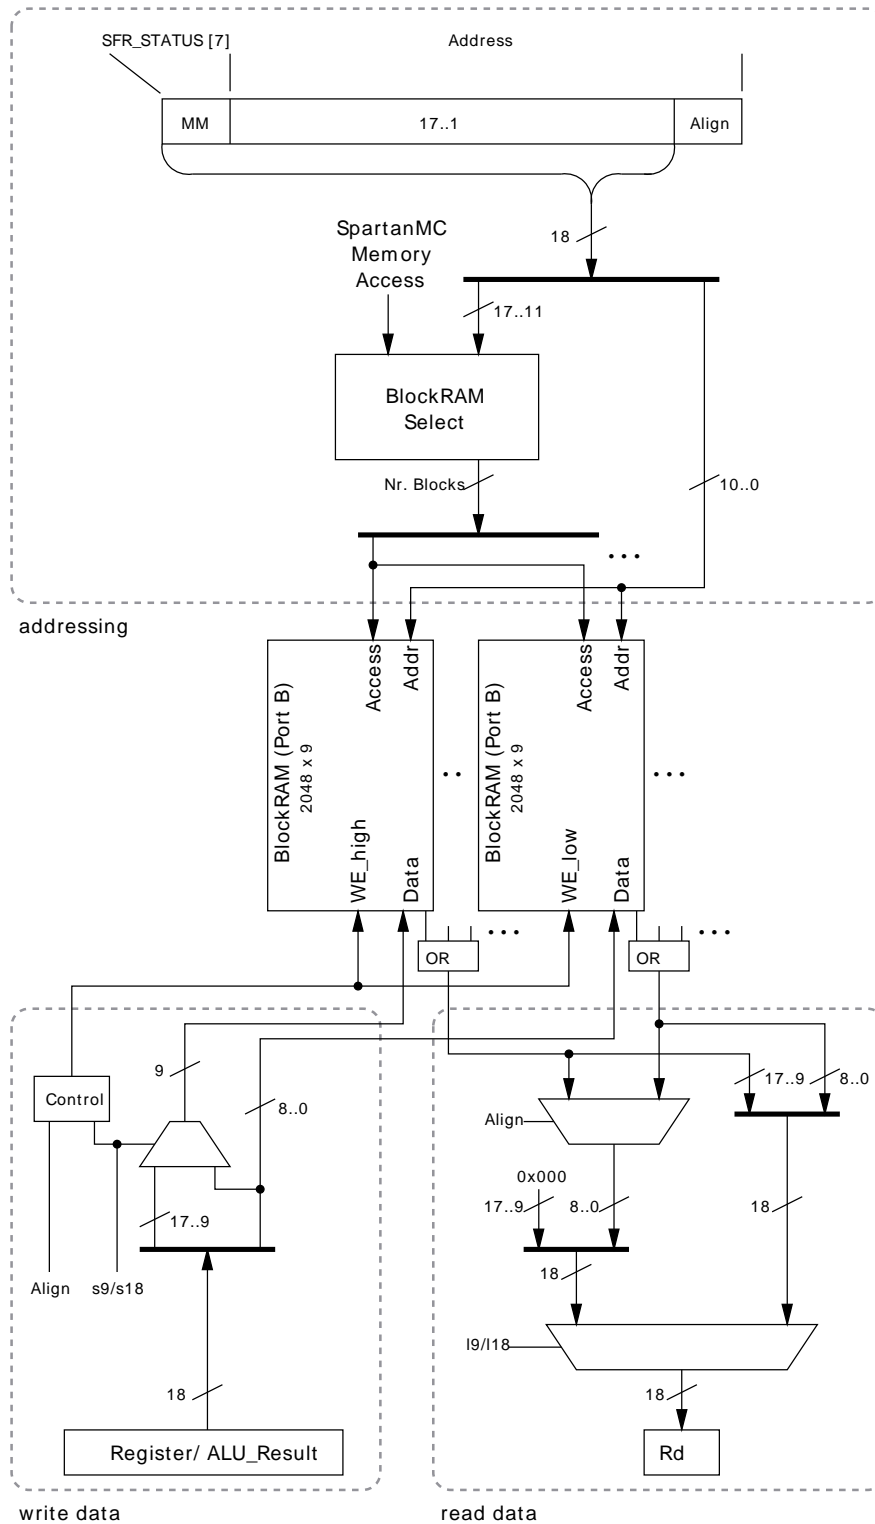 SFR_STATUS [7]
Address
MM
17..1
Align
18
SpartanMC
Memory
Access
17..11
BlockRAM
Select
Nr. Blocks
10..0
...
addressing
BlockRAM (Port B)
2048 x 9
Access
Addr
WE_high
Data
..
BlockRAM (Port B)
2048 x 9
Access
Addr
WE_low
Data
...
OR
...
OR
...
9
8..0
Control
17..9
Align
s9/s18
18
Register/ ALU_Result
write data
17..9
8..0
Align
0x000
17..9
8..0
18
18
l9/l18
18
Rd
read data